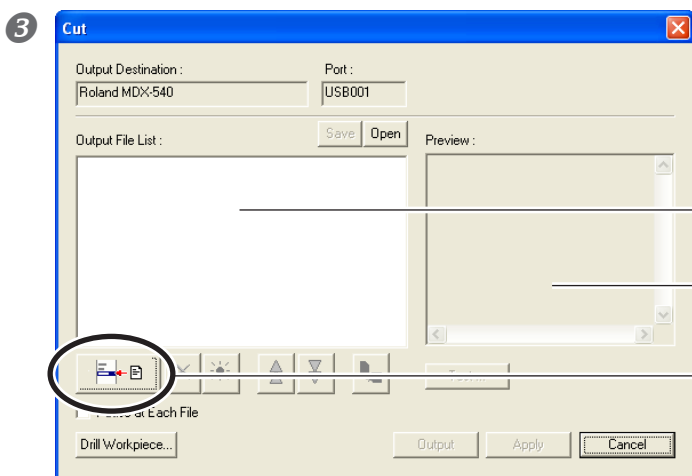 3
Cut
Output Destination : Port :
Roland MDX-540 USB001
Output File List : Save Open Preview :
at Each File
Drill Workpiece... Output Apply Cancel